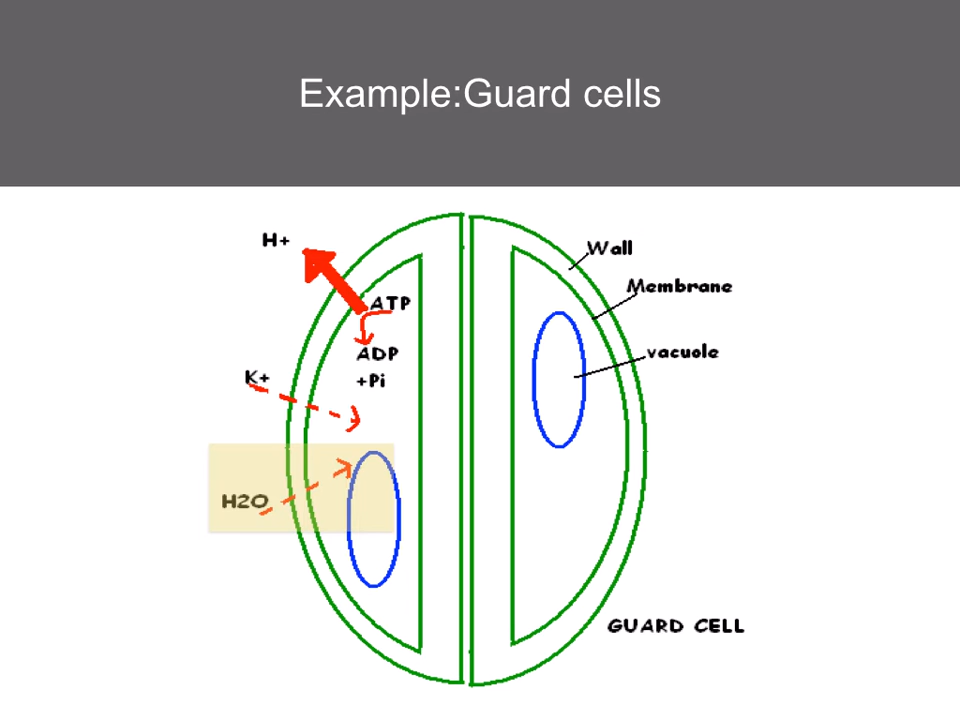 Example:Guard cells
H+
Wall
Membrane
ATP
vacuole
ADP
+Pi
K+
H2O
GUARD CELL